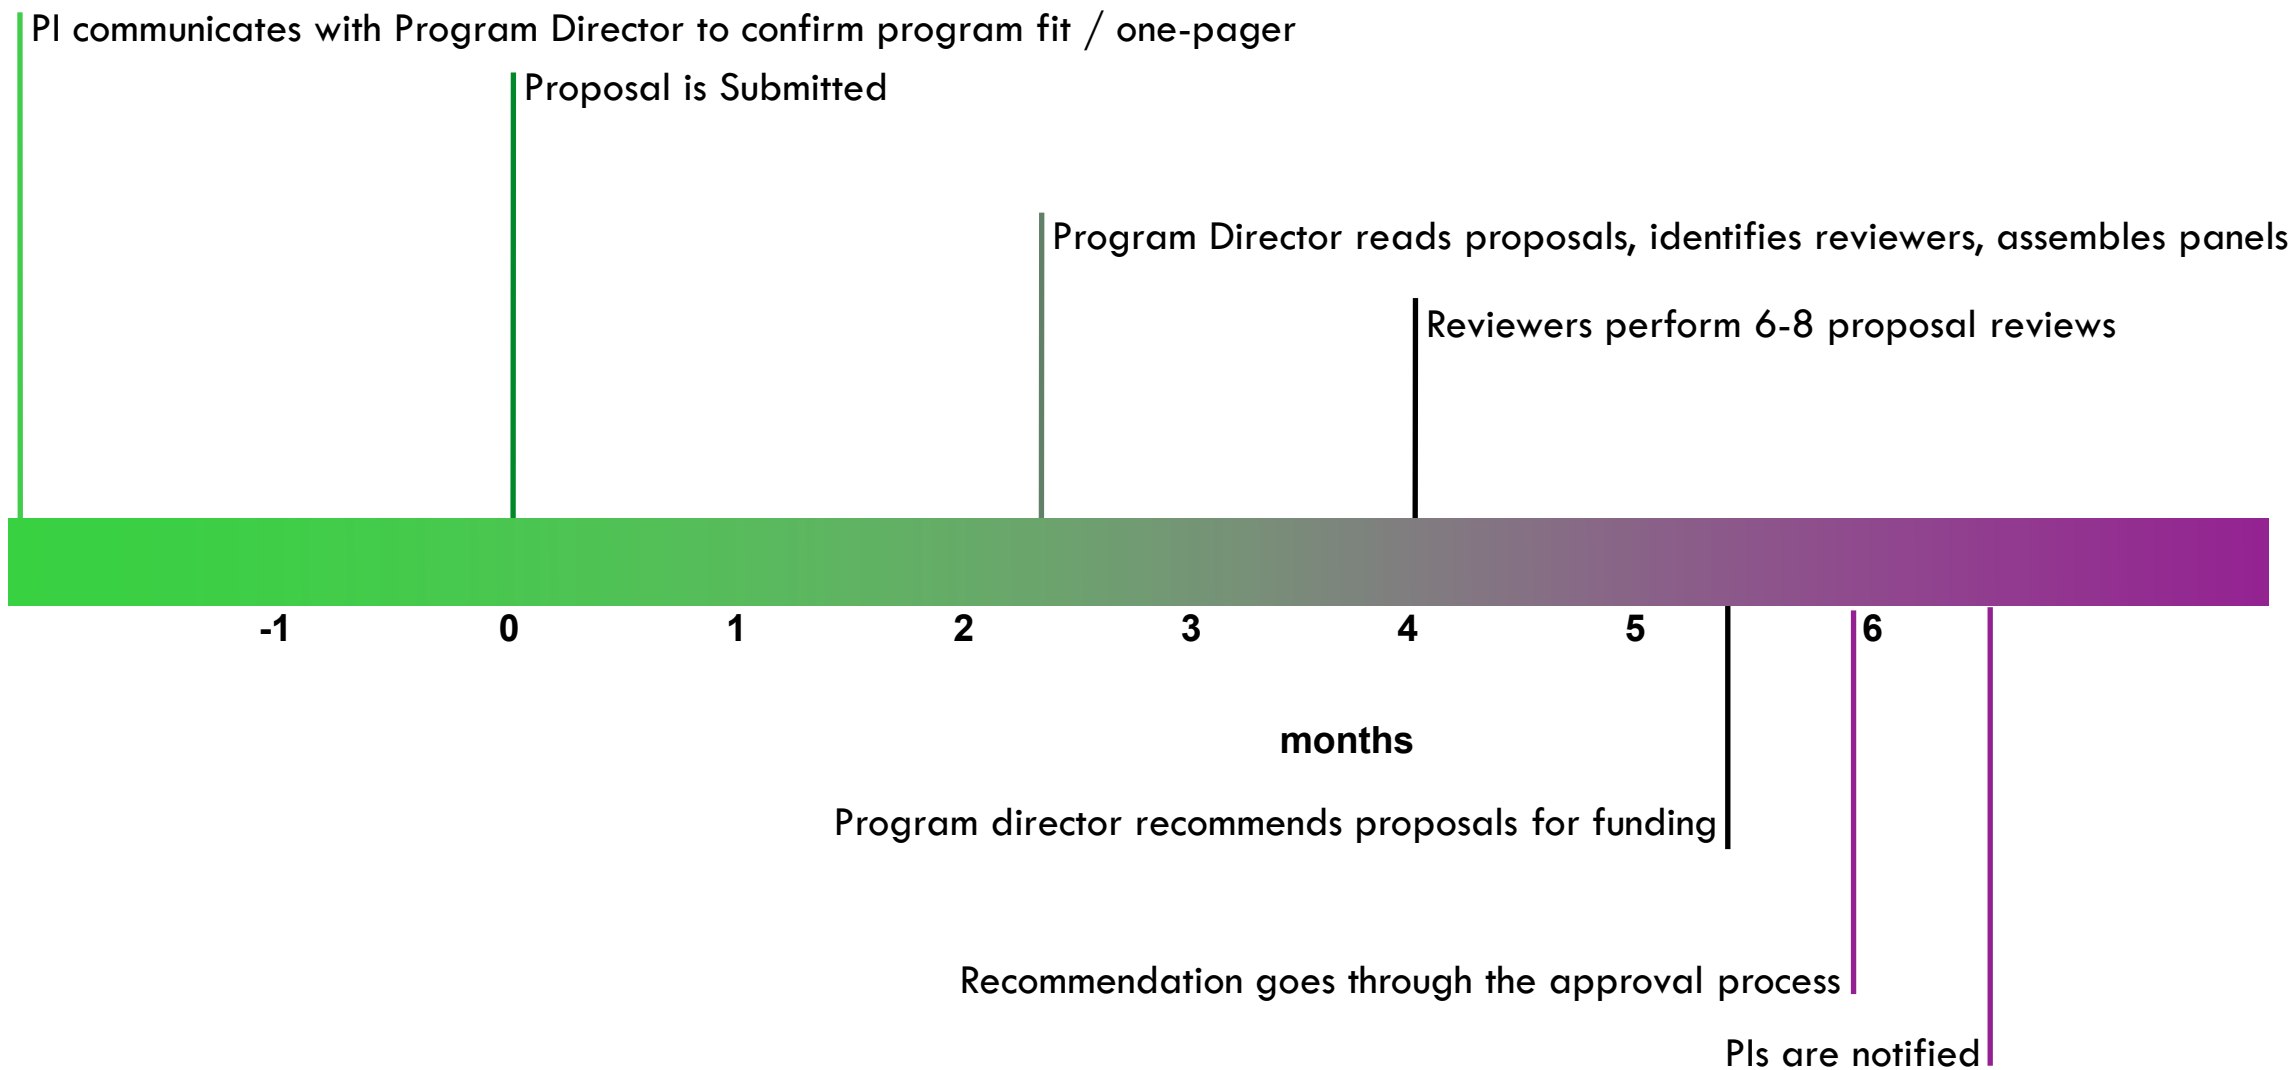 PI communicates with Program Director to confirm program fit / one-pager
Proposal is Submitted
Program Director reads proposals, identifies reviewers, assembles panels
Reviewers perform 6-8 proposal reviews
-1 0 1 2 3 4 5 6
months
Program director recommends proposals for funding
Recommendation goes through the approval process
PIs are notified